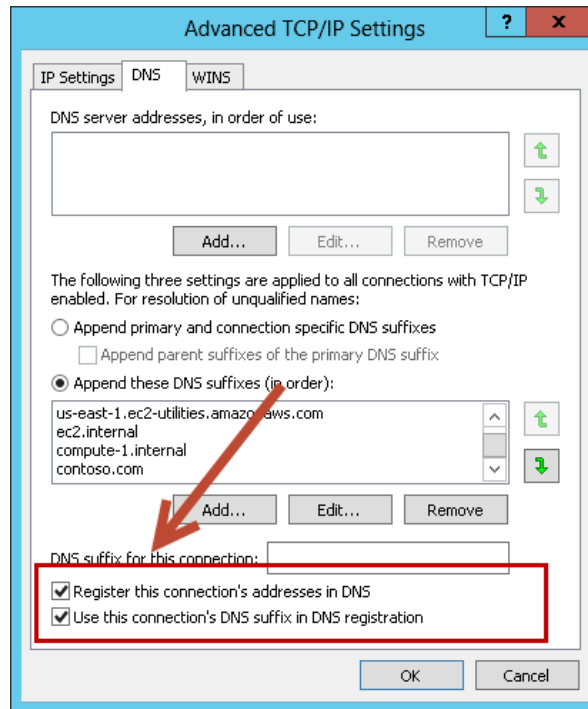 Advanced TCP/IP Settings
? x
IP Settings DNS WINS
DNS server addresses, in order of use:
Add... Edit... Remove
The following three settings are applied to all connections with TCP/IP
enabled. For resolution of unqualified names:
Append primary and connection specific DNS suffixes
Append parent suffixes of the primary DNS suffix
Append these DNS suffixes (in order):
us-east-1.ec2-utilities.amazonaws.com
ec2.internal
compute-1.internal
contoso.com
Add... Edit... Remove
DNS suffix for this connection:
Register this connection's addresses in DNS
Use this connection's DNS suffix in DNS registration
OK Cancel